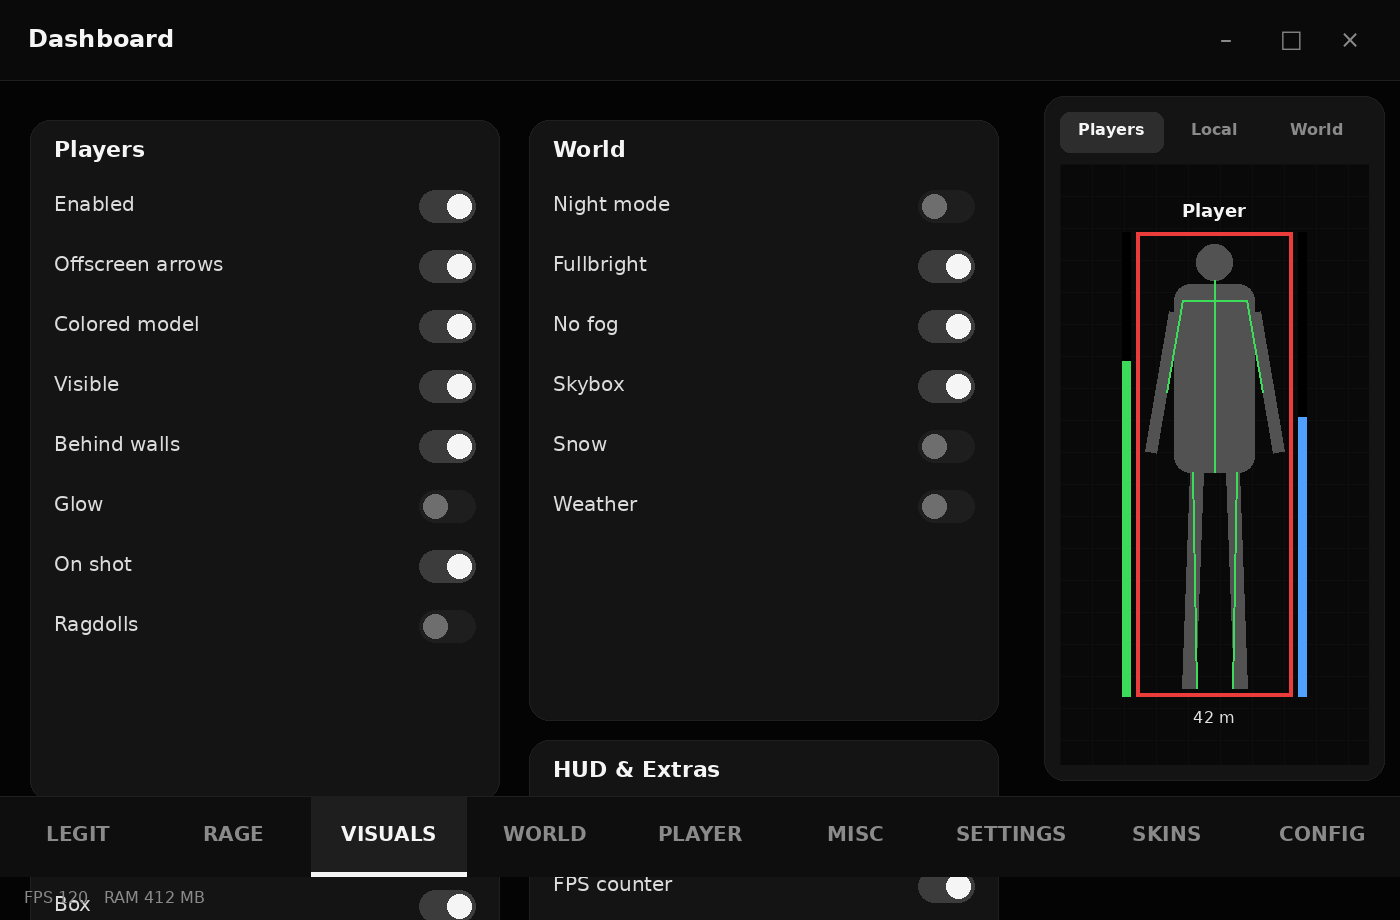 Dashboard
Players
Enabled
Offscreen arrows
Colored model
Visible
Behind walls
Glow
On shot
Ragdolls
World
Night mode
Fullbright
No fog
Skybox
Snow
Weather
HUD & Extras
Players Local World
Player
42 m
LEGIT RAGE VISUALS WORLD PLAYER MISC SETTINGS SKINS CONFIG
FPS counter
FPS 120 RAM 412 MB
Box